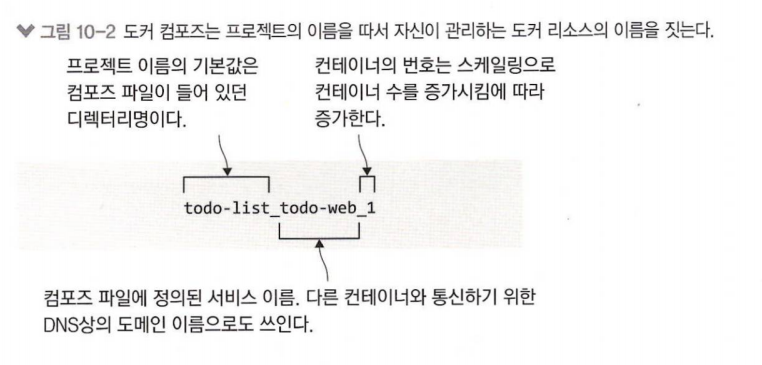 그림 10-2 도커 컴포즈는 프로젝트의 이름을 따서 자신이 관리하는 도커 리소스의 이름을 짓는다.
프로젝트 이름의 기본값은
컴포즈 파일이 들어 있던
디렉터리명이다.
컨테이너의 번호는 스케일링으로
컨테이너 수를 증가시킴에 따라
증가한다.
todo-list_todo-web_1
컴포즈 파일에 정의된 서비스 이름. 다른 컨테이너와 통신하기 위한
DNS상의 도메인 이름으로도 쓰인다.